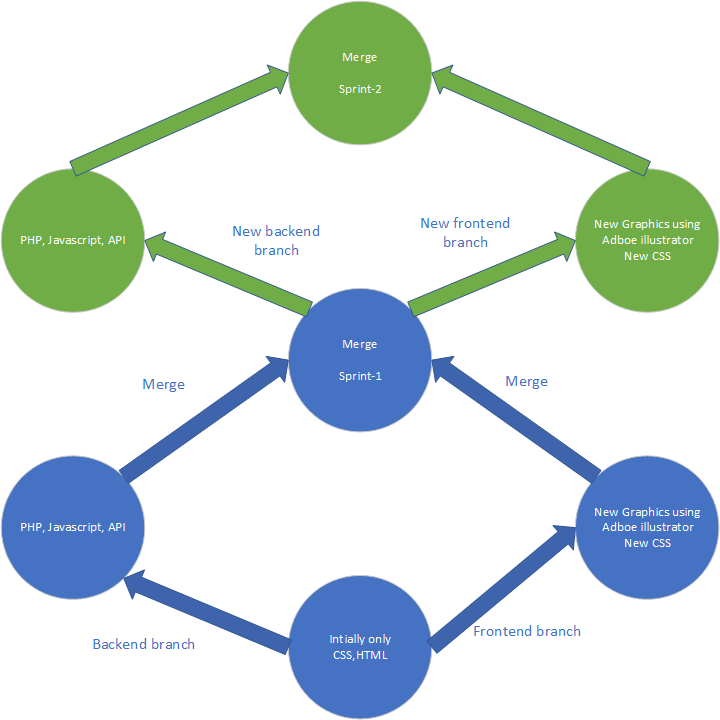 Merge
Sprint-2
New backend
branch
New frontend
branch
PHP, Javascript, API
New Graphics using
Adboe illustrator
New CSS
Merge
Sprint-1
Merge
Merge
PHP, Javascript, API
New Graphics using
Adboe illustrator
New CSS
Backend branch
Intially only
CSS,HTML
Frontend branch